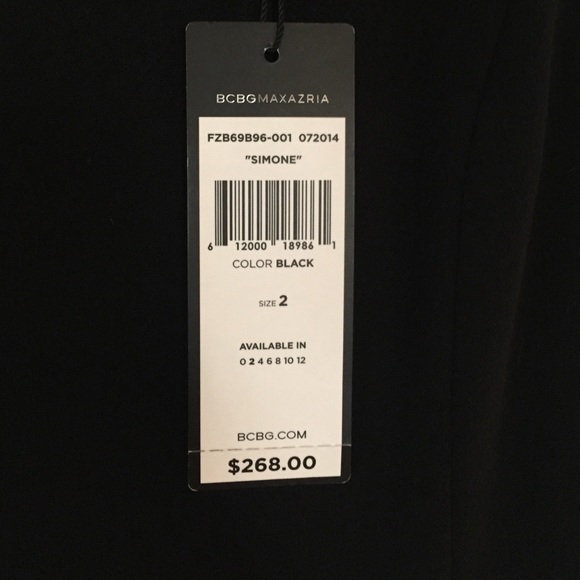 BCBGMAXAZRIA
FZB69B96-001 072014
"SIMONE"
6 12000 18986 1
COLOR BLACK
SIZE 2
AVAILABLE IN
0 2 4 6 8 10 12
BCBG.COM
$268.00